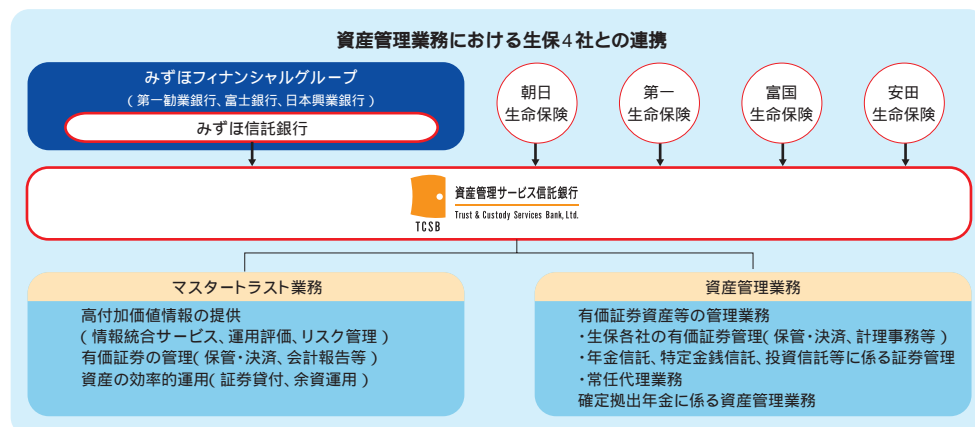 資産管理業務における生保4社との連携
みずほフィナンシャルグループ
(第一勧業銀行、富士銀行、日本興業銀行)
みずほ信託銀行
朝日
生命保険
第一
生命保険
富国
生命保険
安田
生命保険
資産管理サービス信託銀行
Trust & Custody Services Bank, Ltd.
TCSB
マスタートラスト業務
高付加価値情報の提供
(情報統合サービス、運用評価、リスク管理)
有価証券の管理(保管・決済、会計報告等)
資産の効率的運用(証券貸付、余資運用)
資産管理業務
有価証券資産等の管理業務
・生保各社の有価証券管理(保管・決済、計理事務等)
・年金信託、特定金銭信託、投資信託等に係る証券管理
・常任代理業務
確定拠出年金に係る資産管理業務